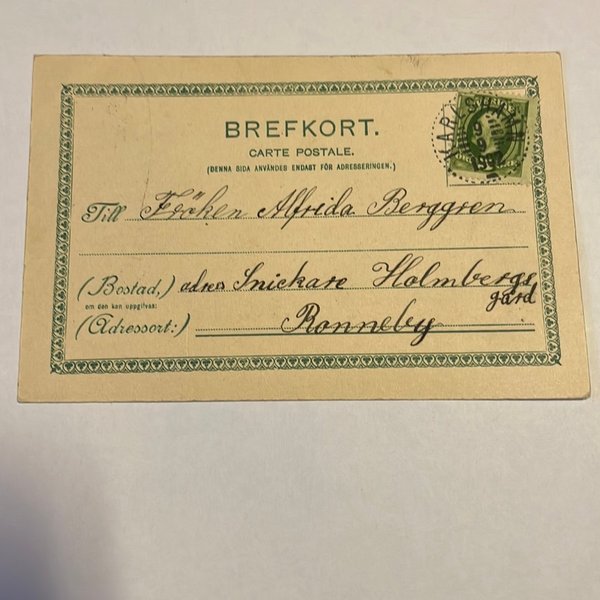 BREFKORT.
CARTE POSTALE.
(DENNA SIDA ANVÄNDES ENDAST FÖR ADRESSERINGEN.)
Till Fröken Alfrida Berggren
(Bostad,) adress Snickare Holmbergs
gård
om den kan uppgifvas:
(Adressort:) Ronneby